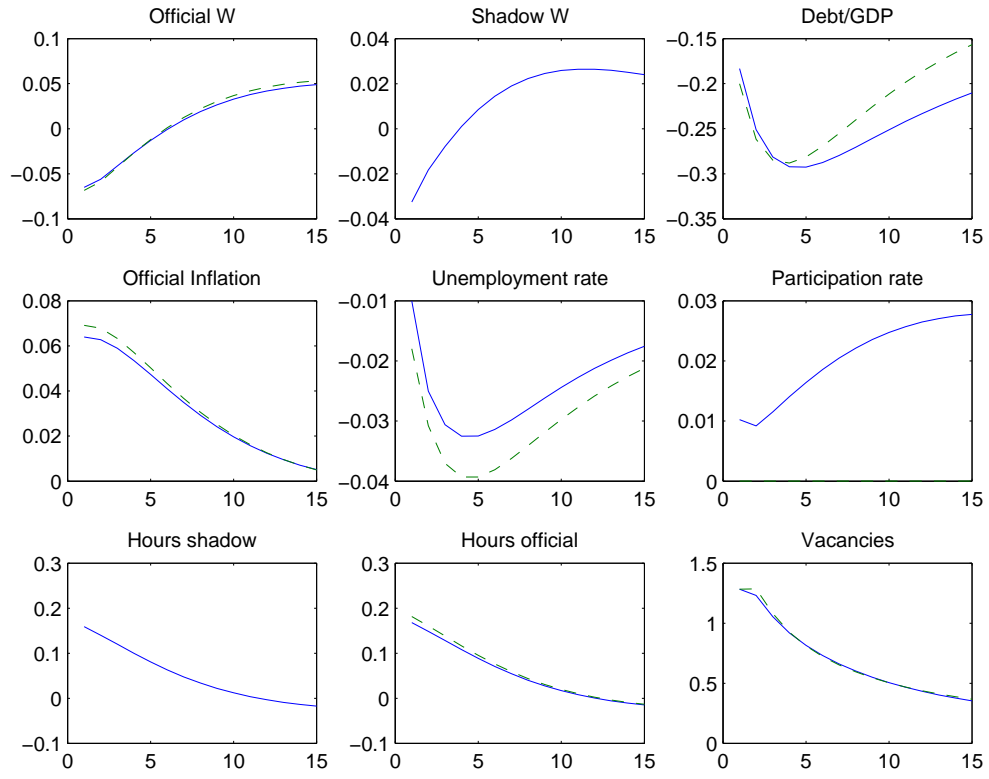 Official W
0.1
0.05
0
−0.05
−0.1
0 5 10 15
Shadow W
0.04
0.02
0
−0.02
−0.04
0 5 10 15
Debt/GDP
−0.15
−0.2
−0.25
−0.3
−0.35
0 5 10 15
Official Inflation
0.08
0.06
0.04
0.02
0
0 5 10 15
Unemployment rate
−0.01
−0.02
−0.03
−0.04
0 5 10 15
Participation rate
0.03
0.02
0.01
0
0 5 10 15
Hours shadow
0.3
0.2
0.1
0
−0.1
0 5 10 15
Hours official
0.3
0.2
0.1
0
−0.1
0 5 10 15
Vacancies
1.5
1
0.5
0
0 5 10 15